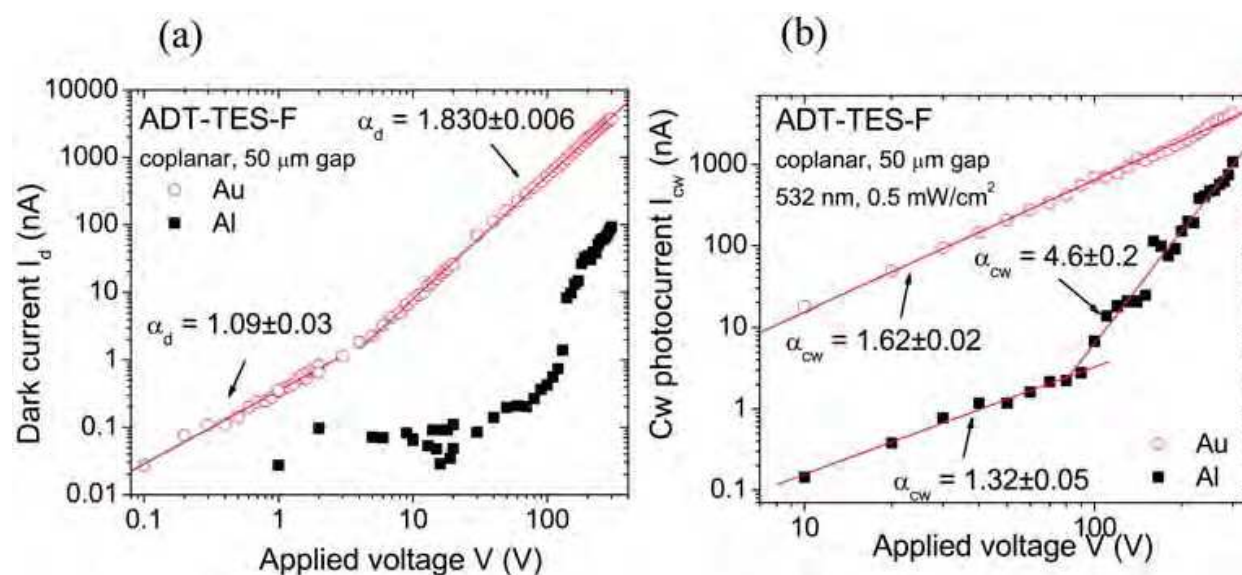 (a)
10000
1000
100
10
1
0.1
0.01
Dark current I_d (nA)
ADT-TES-F
α_d = 1.830±0.006
coplanar, 50 μm gap
Au
Al
α_d = 1.09±0.03
0.1 1 10 100
Applied voltage V (V)
(b)
1000
100
10
1
0.1
Cw photocurrent I_cw (nA)
ADT-TES-F
coplanar, 50 μm gap
532 nm, 0.5 mW/cm²
α_cw = 4.6±0.2
α_cw = 1.62±0.02
α_cw = 1.32±0.05
Au
Al
10 100
Applied voltage V (V)